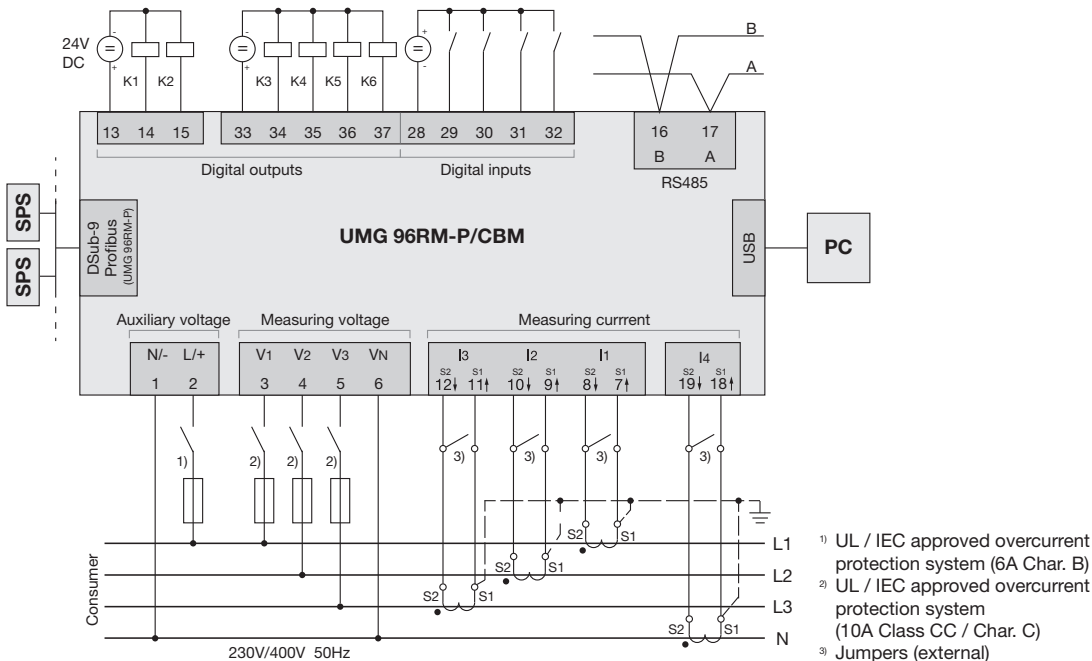 24V
DC
- + B
K1 K2 K3 K4 K5 K6 A
+ -
13 14 15 33 34 35 36 37 28 29 30 31 32 16 17
B A
Digital outputs Digital inputs RS485
SPS
SPS
DSub-9
Profibus
(UMG 96RM-P)
UMG 96RM-P/CBM
USB
PC
Auxiliary voltage Measuring voltage Measuring currrent
N/- L/+ V1 V2 V3 VN I3 I2 I1 I4
S2 S1 S2 S1 S2 S1 S2 S1
1 2 3 4 5 6 12 11 10 9 8 7 19 18
1) 2) 2) 2) 3) 3) 3) 3)
Consumer
S2 S1 L1
S2 S1 L2
S2 S1 L3
S2 S1 N
230V/400V 50Hz
1) UL / IEC approved overcurrent
protection system (6A Char. B)
2) UL / IEC approved overcurrent
protection system
(10A Class CC / Char. C)
3) Jumpers (external)